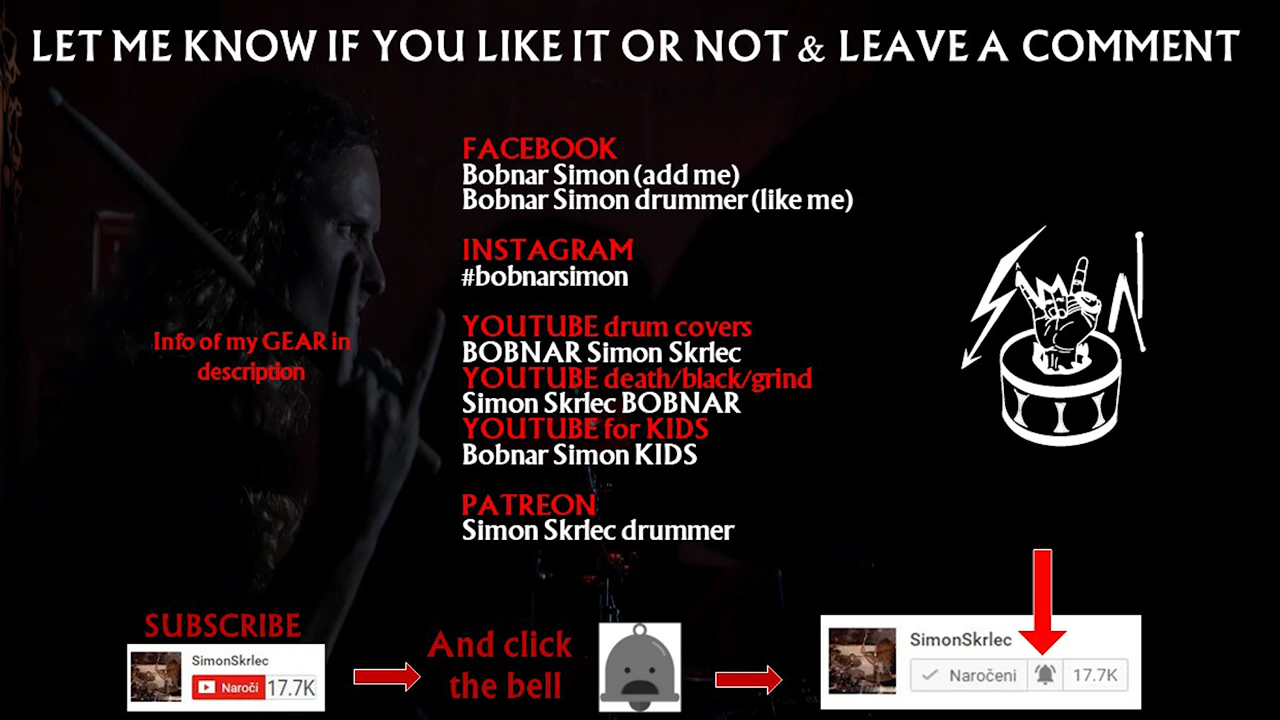 LET ME KNOW IF YOU LIKE IT OR NOT & LEAVE A COMMENT
FACEBOOK
Bobnar Simon (add me)
Bobnar Simon drummer (like me)
INSTAGRAM
#bobnarsimon
YOUTUBE drum covers
BOBNAR Simon Skrlec
YOUTUBE death/black/grind
Simon Skrlec BOBNAR
YOUTUBE for KIDS
Bobnar Simon KIDS
PATREON
Simon Skrlec drummer
Info of my GEAR in
description
SIMON
SUBSCRIBE
SimonSkrlec
Naroči 17.7K
And click
the bell
SimonSkrlec
Naročeni 17.7K